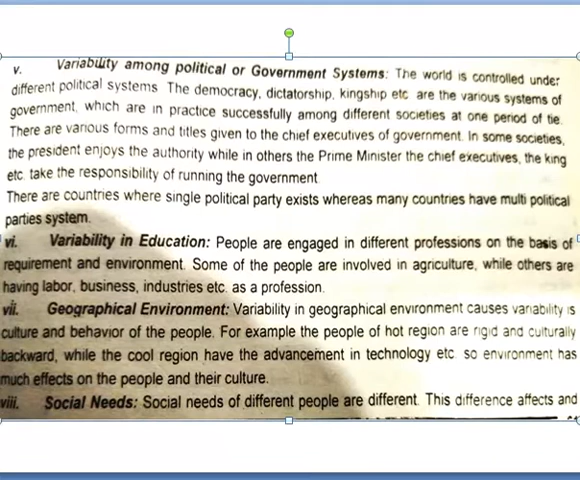 v. Variability among political or Government Systems: The world is controlled under
different political systems The democracy, dictatorship, kingship etc are the various systems of
government, which are in practice successfully among different societies at one period of tie.
There are various forms and titles given to the chief executives of government. In some societies,
the president enjoys the authority while in others the Prime Minister the chief executives, the king
etc. take the responsibility of running the government
There are countries where single political party exists whereas many countries have multi political
parties system.
vi. Variability in Education: People are engaged in different professions on the basis of
requirement and environment. Some of the people are involved in agriculture, while others are
having labor, business, industries etc. as a profession.
vii. Geographical Environment: Variability in geographical environment causes variability is
culture and behavior of the people. For example the people of hot region are rigid and culturally
backward, while the cool region have the advancement in technology etc. so environment has
much effects on the people and their culture.
viii. Social Needs: Social needs of different people are different. This difference affects and